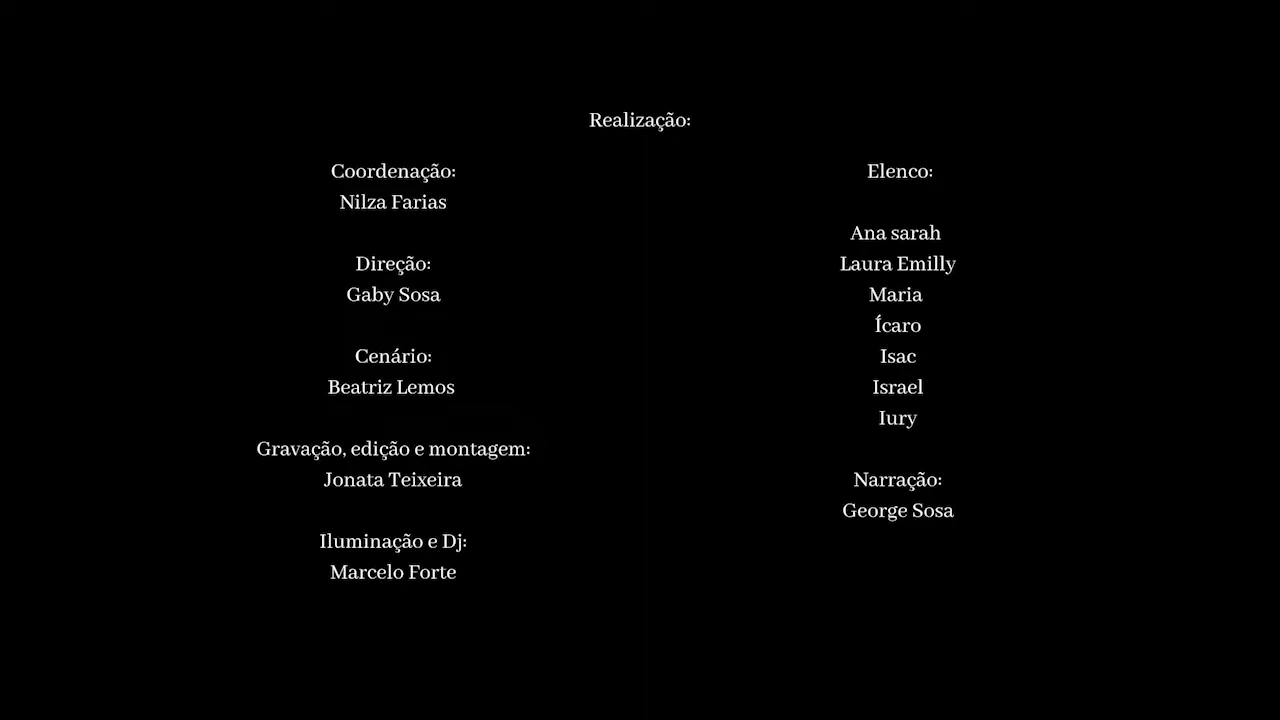 Realização:
Coordenação:
Nilza Farias
Direção:
Gaby Sosa
Cenário:
Beatriz Lemos
Gravação, edição e montagem:
Jonata Teixeira
Iluminação e Dj:
Marcelo Forte
Elenco:
Ana sarah
Laura Emilly
Maria
Ícaro
Isac
Israel
Iury
Narração:
George Sosa